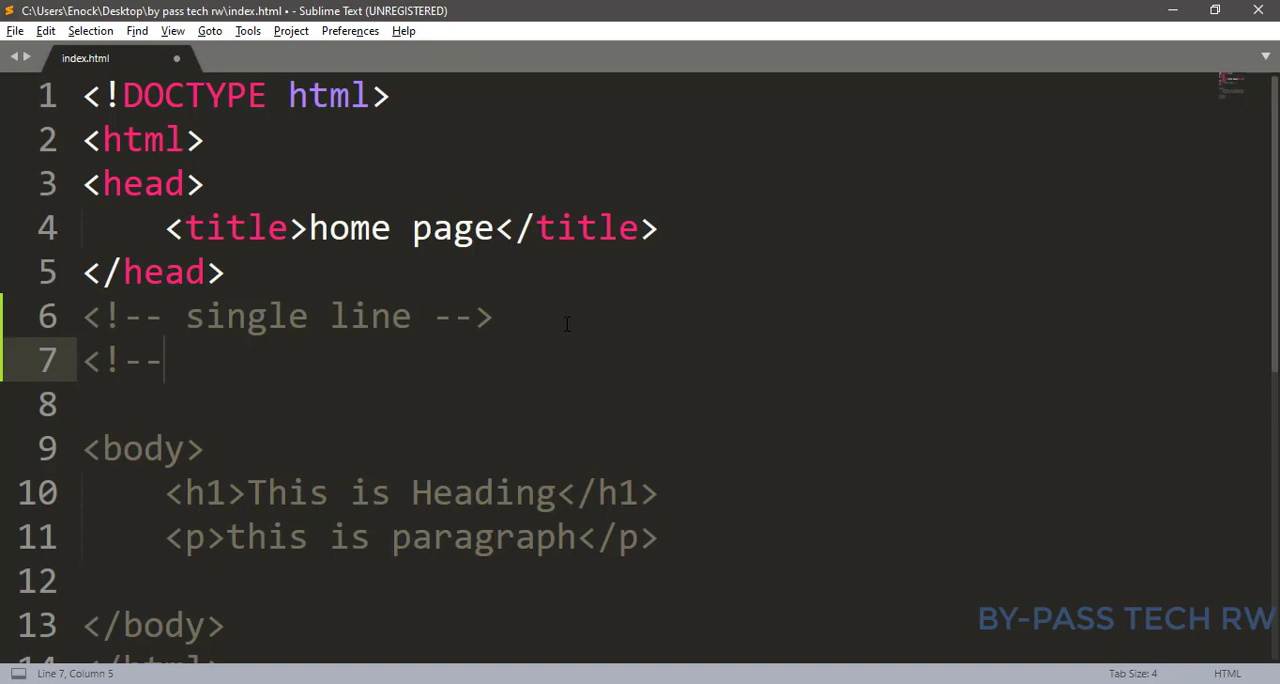 C:\Users\Enock\Desktop\by pass tech rw\index.html • - Sublime Text (UNREGISTERED)
File Edit Selection Find View Goto Tools Project Preferences Help
index.html
1 <!DOCTYPE html>
2 <html>
3 <head>
4 <title>home page</title>
5 </head>
6 <!-- single line -->
7 <!--
8
9 <body>
10 <h1>This is Heading</h1>
11 <p>this is paragraph</p>
12
13 </body>
14 </html>
BY-PASS TECH RW
Line 7, Column 5 Tab Size: 4 HTML